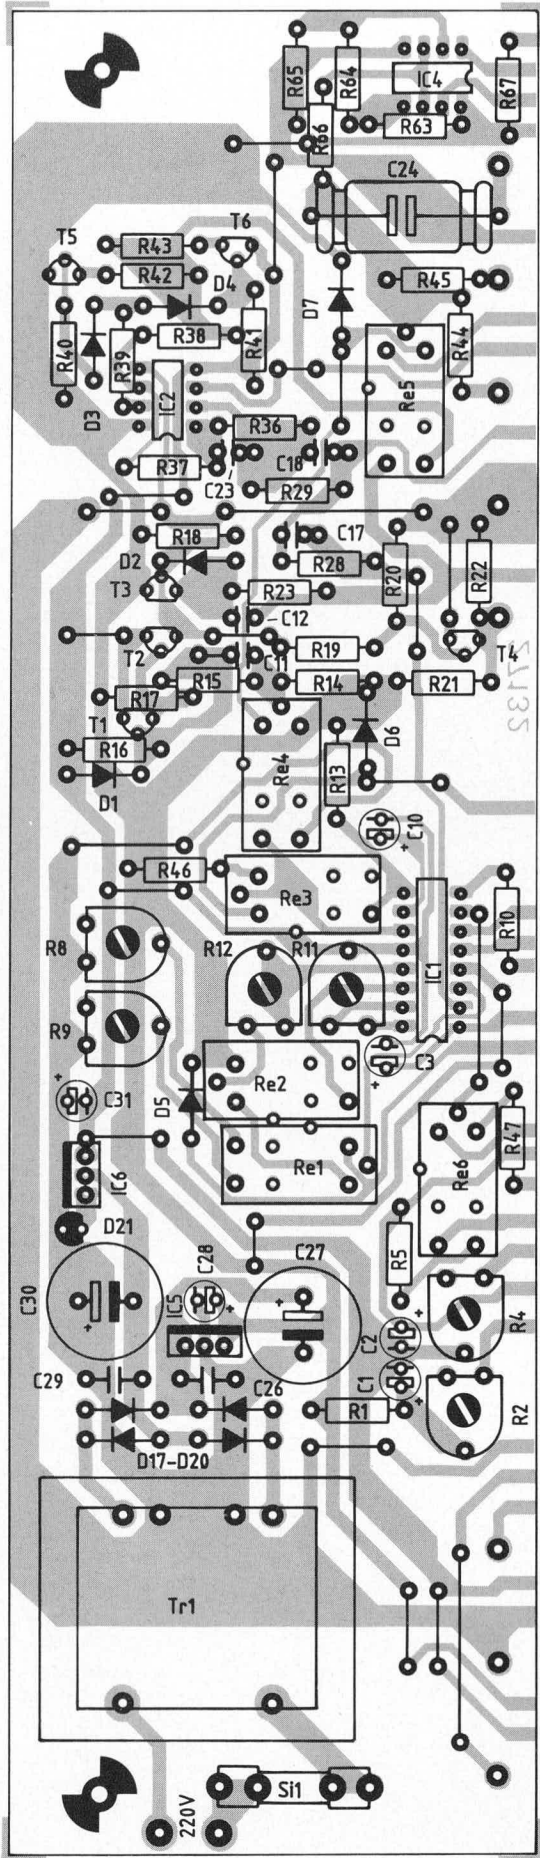 R65
R64
IC4
R67
R66
R63
C24
T5
R43
T6
R42
D4
D7
R45
R40
R39
R38
R41
R44
D3
IC2
Re5
R36
R37
C23
C18
R29
R18
C17
D2
R28
R20
R22
T3
R23
C12
T2
R19
T4
C11
R15
R14
R21
R17
27132
T1
R16
D6
Re4
R13
D1
C10
+
R46
Re3
R10
R8
R12
R11
IC1
R9
C3
+
Re2
+
C31
D5
R47
Re1
Re6
IC6
D21
C28
C27
R5
C30
IC5
+
+
+
R4
+
C2
C29
C26
C1
+
R1
R2
D17-D20
Tr1
Si1
220V